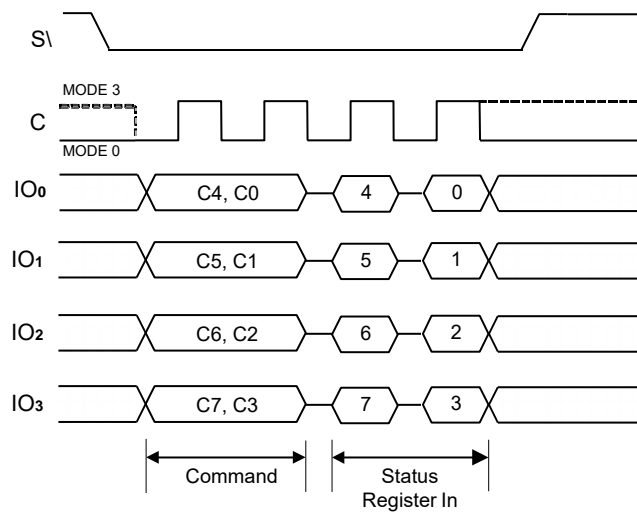 S\
MODE 3
C
MODE 0
IO0 C4, C0 4 0
IO1 C5, C1 5 1
IO2 C6, C2 6 2
IO3 C7, C3 7 3
Command Status
Register In